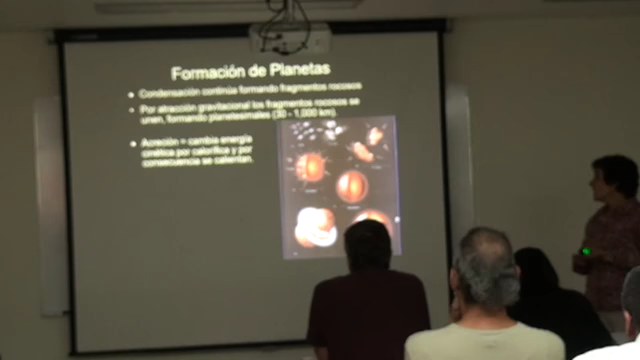 Formación de Planetas
• Condensación continúa formando fragmentos rocosos
• Por atracción gravitacional los fragmentos rocosos se
unen, formando planetesimales (30 - 1,000 km).
• Acreción = cambia energía
cinética por calorífica y por
consecuencia se calientan.